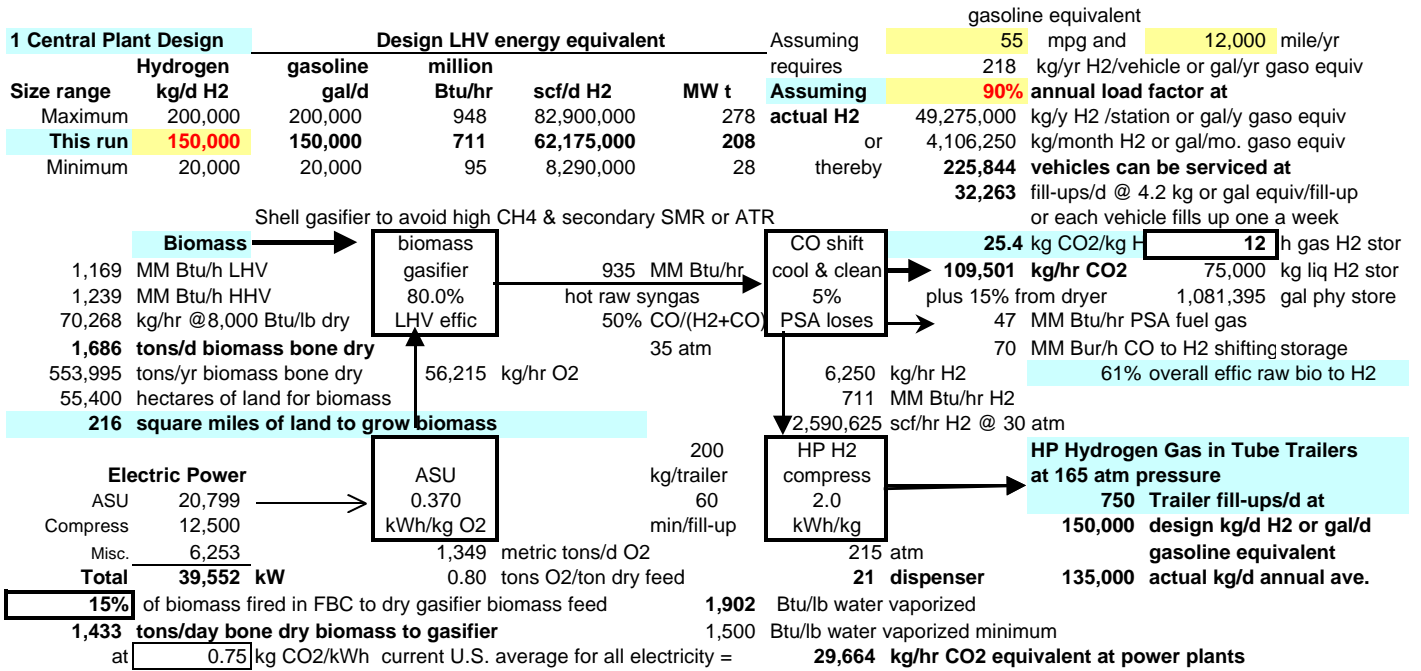 gasoline equivalent
1 Central Plant Design Design LHV energy equivalent Assuming 55 mpg and 12,000 mile/yr
Hydrogen gasoline million requires 218 kg/yr H2/vehicle or gal/yr gaso equiv
Size range kg/d H2 gal/d Btu/hr scf/d H2 MW t Assuming 90% annual load factor at
Maximum 200,000 200,000 948 82,900,000 278 actual H2 49,275,000 kg/y H2 /station or gal/y gaso equiv
This run 150,000 150,000 711 62,175,000 208 or 4,106,250 kg/month H2 or gal/mo. gaso equiv
Minimum 20,000 20,000 95 8,290,000 28 thereby 225,844 vehicles can be serviced at
32,263 fill-ups/d @ 4.2 kg or gal equiv/fill-up
Shell gasifier to avoid high CH4 & secondary SMR or ATR or each vehicle fills up one a week
Biomass biomass CO shift 25.4 kg CO2/kg H 12 h gas H2 stor
1,169 MM Btu/h LHV gasifier 935 MM Btu/hr cool & clean 109,501 kg/hr CO2 75,000 kg liq H2 stor
1,239 MM Btu/h HHV 80.0% hot raw syngas 5% plus 15% from dryer 1,081,395 gal phy store
70,268 kg/hr @8,000 Btu/lb dry LHV effic 50% CO/(H2+CO) PSA loses 47 MM Btu/hr PSA fuel gas
1,686 tons/d biomass bone dry 35 atm 70 MM Bur/h CO to H2 shifting storage
553,995 tons/yr biomass bone dry 56,215 kg/hr O2 6,250 kg/hr H2 61% overall effic raw bio to H2
55,400 hectares of land for biomass 711 MM Btu/hr H2
216 square miles of land to grow biomass 2,590,625 scf/hr H2 @ 30 atm
200 HP H2 HP Hydrogen Gas in Tube Trailers
Electric Power ASU kg/trailer compress at 165 atm pressure
ASU 20,799 0.370 60 2.0 750 Trailer fill-ups/d at
Compress 12,500 kWh/kg O2 min/fill-up kWh/kg 150,000 design kg/d H2 or gal/d
Misc. 6,253 1,349 metric tons/d O2 215 atm gasoline equivalent
Total 39,552 kW 0.80 tons O2/ton dry feed 21 dispenser 135,000 actual kg/d annual ave.
15% of biomass fired in FBC to dry gasifier biomass feed 1,902 Btu/lb water vaporized
1,433 tons/day bone dry biomass to gasifier 1,500 Btu/lb water vaporized minimum
at 0.75 kg CO2/kWh current U.S. average for all electricity = 29,664 kg/hr CO2 equivalent at power plants